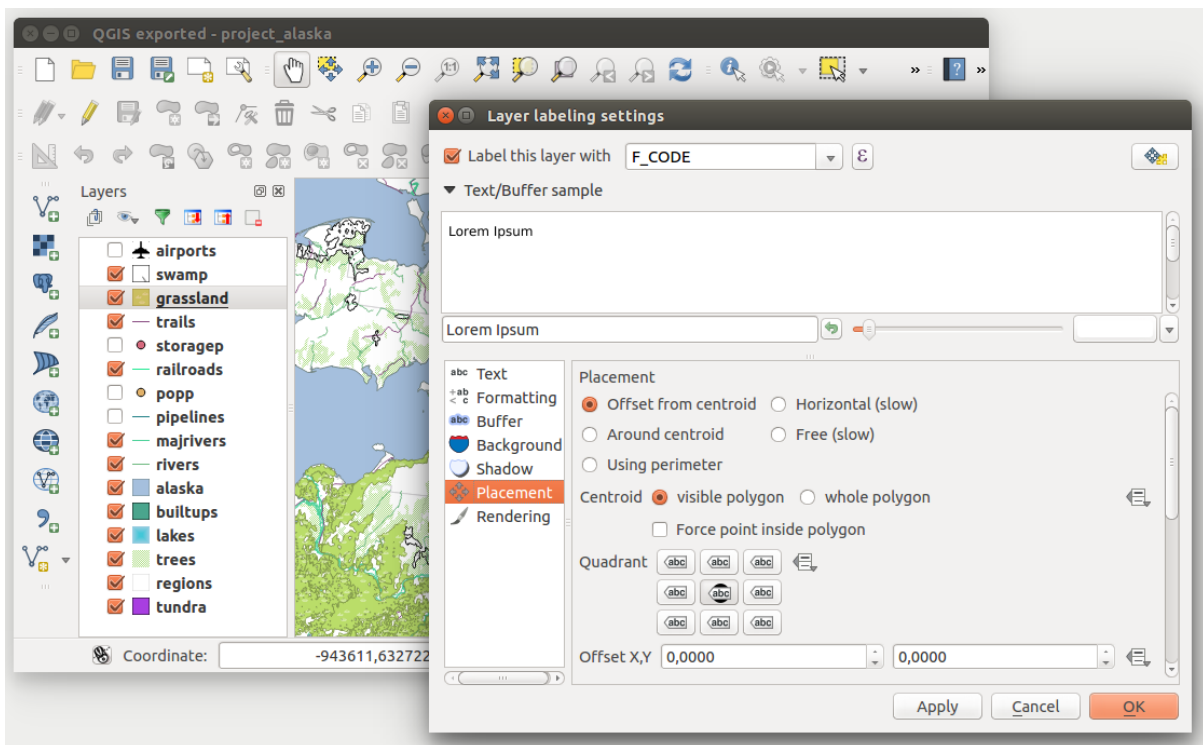 QGIS exported - project_alaska
Layer labeling settings
Label this layer with F_CODE ε
Text/Buffer sample
Lorem Ipsum
Lorem Ipsum
Layers
airports
swamp
grassland
trails
storagep
railroads
popp
pipelines
majrivers
rivers
alaska
builtups
lakes
trees
regions
tundra
Coordinate: -943611,632722
abc Text
+ab < c Formatting
abc Buffer
Background
Shadow
Placement
Rendering
Placement
Offset from centroid Horizontal (slow)
Around centroid Free (slow)
Using perimeter
Centroid visible polygon whole polygon
Force point inside polygon
Quadrant abc abc abc
abc abc abc
abc abc abc
Offset X,Y 0,0000 0,0000
Apply Cancel OK